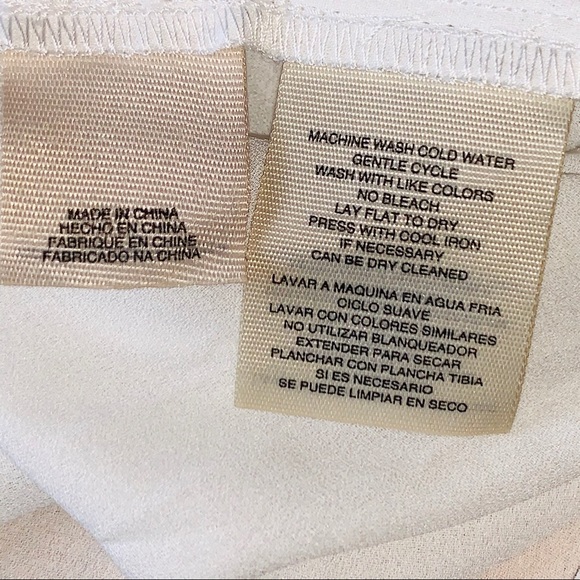 MADE IN CHINA
HECHO EN CHINA
FABRIQUE EN CHINE
FABRICADO NA CHINA
MACHINE WASH COLD WATER
GENTLE CYCLE
WASH WITH LIKE COLORS
NO BLEACH
LAY FLAT TO DRY
PRESS WITH COOL IRON
IF NECESSARY
CAN BE DRY CLEANED
LAVAR A MAQUINA EN AGUA FRIA
CICLO SUAVE
LAVAR CON COLORES SIMILARES
NO UTILIZAR BLANQUEADOR
EXTENDER PARA SECAR
PLANCHAR CON PLANCHA TIBIA
SI ES NECESARIO
SE PUEDE LIMPIAR EN SECO